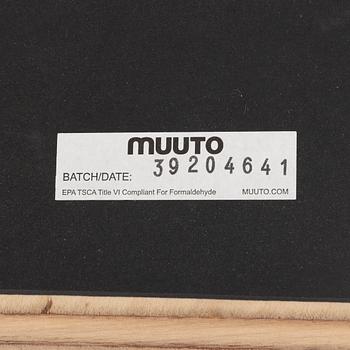 muuto
BATCH/DATE: 39204641
EPA TSCA Title VI Compliant For Formaldehyde MUUTO.COM